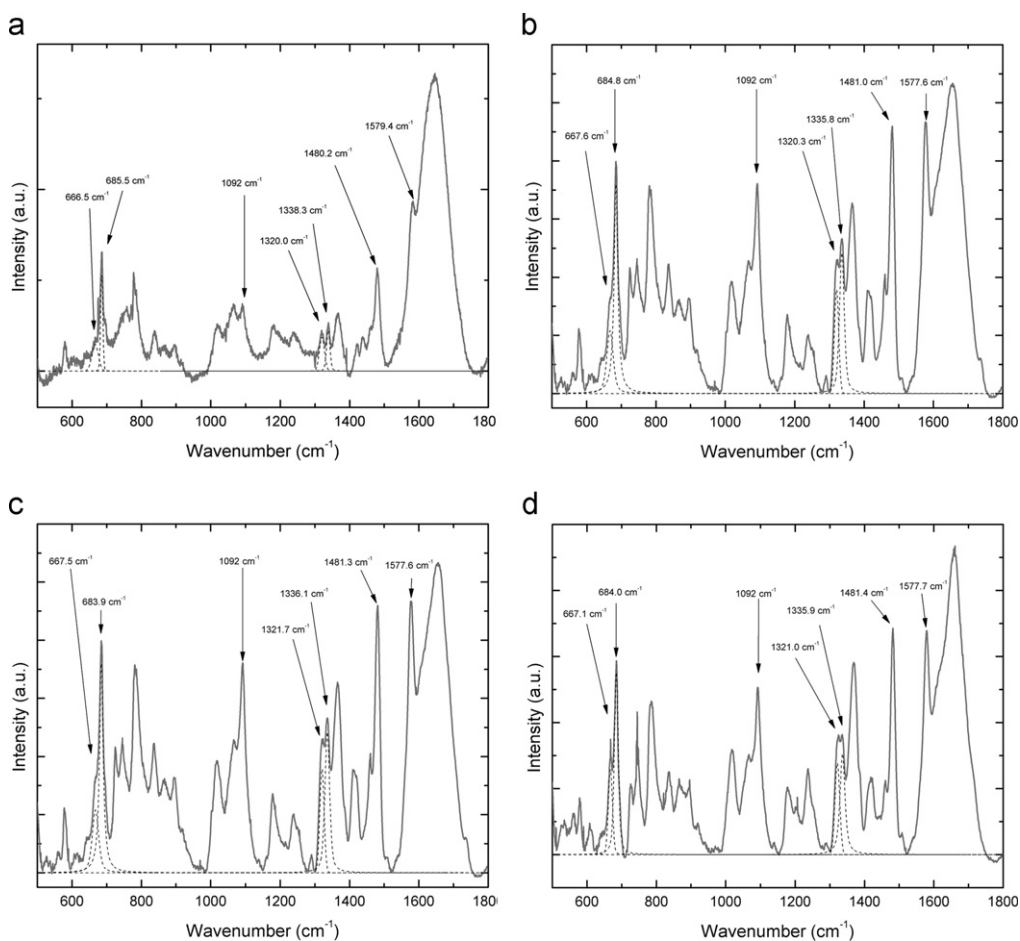 a
666.5 cm-1
685.5 cm-1
1092 cm-1
1320.0 cm-1
1338.3 cm-1
1480.2 cm-1
1579.4 cm-1
Intensity (a.u.)
600 800 1000 1200 1400 1600 1800
Wavenumber (cm-1)
b
667.6 cm-1
684.8 cm-1
1092 cm-1
1320.3 cm-1
1335.8 cm-1
1481.0 cm-1
1577.6 cm-1
Intensity (a.u.)
600 800 1000 1200 1400 1600 1800
Wavenumber (cm-1)
c
667.5 cm-1
683.9 cm-1
1092 cm-1
1321.7 cm-1
1336.1 cm-1
1481.3 cm-1
1577.6 cm-1
Intensity (a.u.)
600 800 1000 1200 1400 1600 1800
Wavenumber (cm-1)
d
667.1 cm-1
684.0 cm-1
1092 cm-1
1321.0 cm-1
1335.9 cm-1
1481.4 cm-1
1577.7 cm-1
Intensity (a.u.)
600 800 1000 1200 1400 1600 1800
Wavenumber (cm-1)